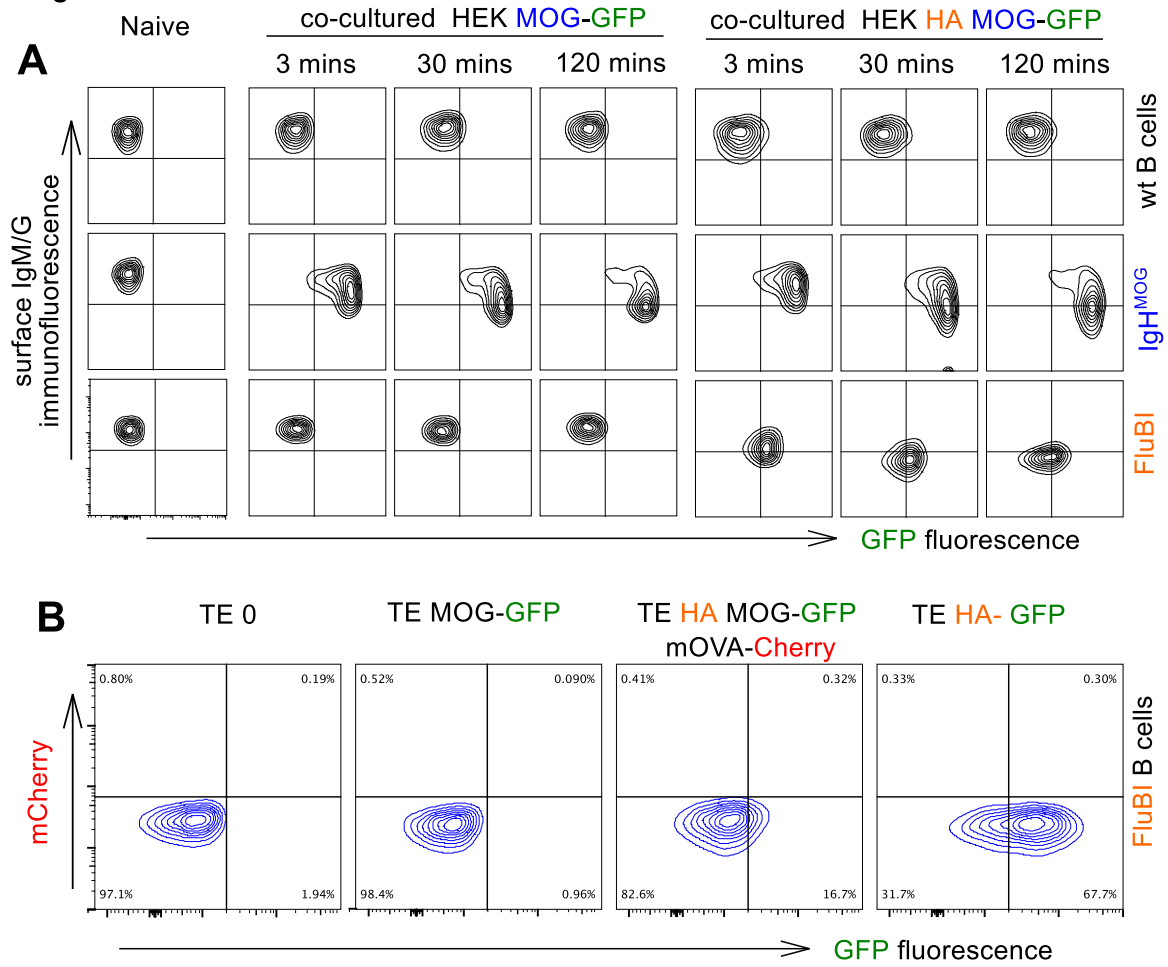 A
Naive
co-cultured HEK MOG-GFP
co-cultured HEK HA MOG-GFP
3 mins
30 mins
120 mins
3 mins
30 mins
120 mins
surface IgM/G
immunofluorescence
wt B cells
IgH^MOG
FluBI
GFP fluorescence
B
TE 0
TE MOG-GFP
TE HA MOG-GFP
mOVA-Cherry
TE HA- GFP
mCherry
0.80%
0.19%
0.52%
0.090%
0.41%
0.32%
0.33%
0.30%
97.1%
1.94%
98.4%
0.96%
82.6%
16.7%
31.7%
67.7%
FluBI B cells
GFP fluorescence